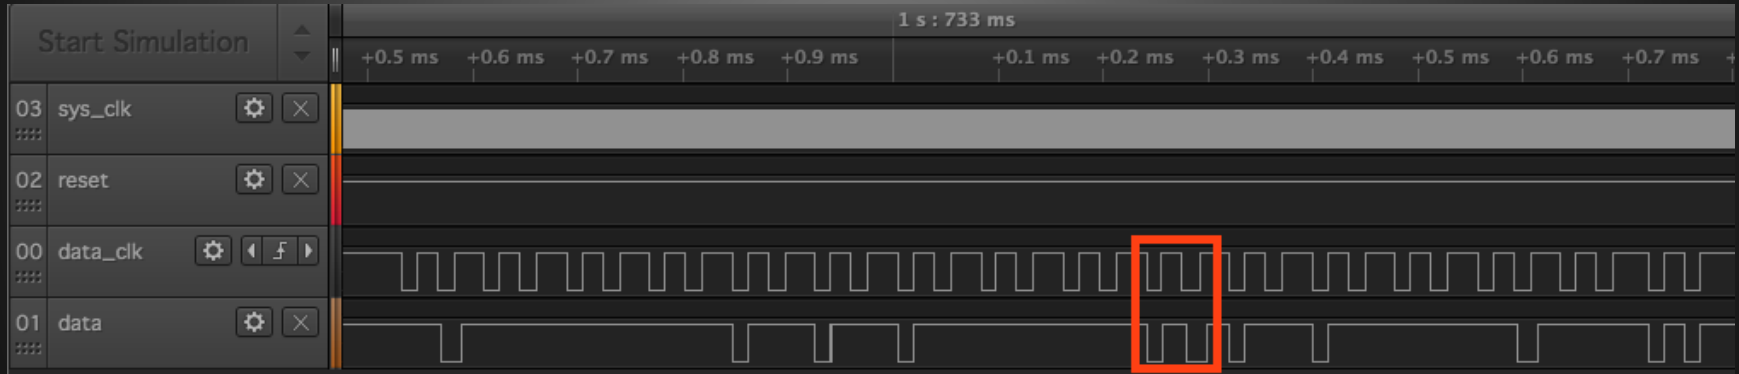 Start Simulation
1 s : 733 ms
+0.5 ms +0.6 ms +0.7 ms +0.8 ms +0.9 ms +0.1 ms +0.2 ms +0.3 ms +0.4 ms +0.5 ms +0.6 ms +0.7 ms +
03 sys_clk
02 reset
00 data_clk
01 data